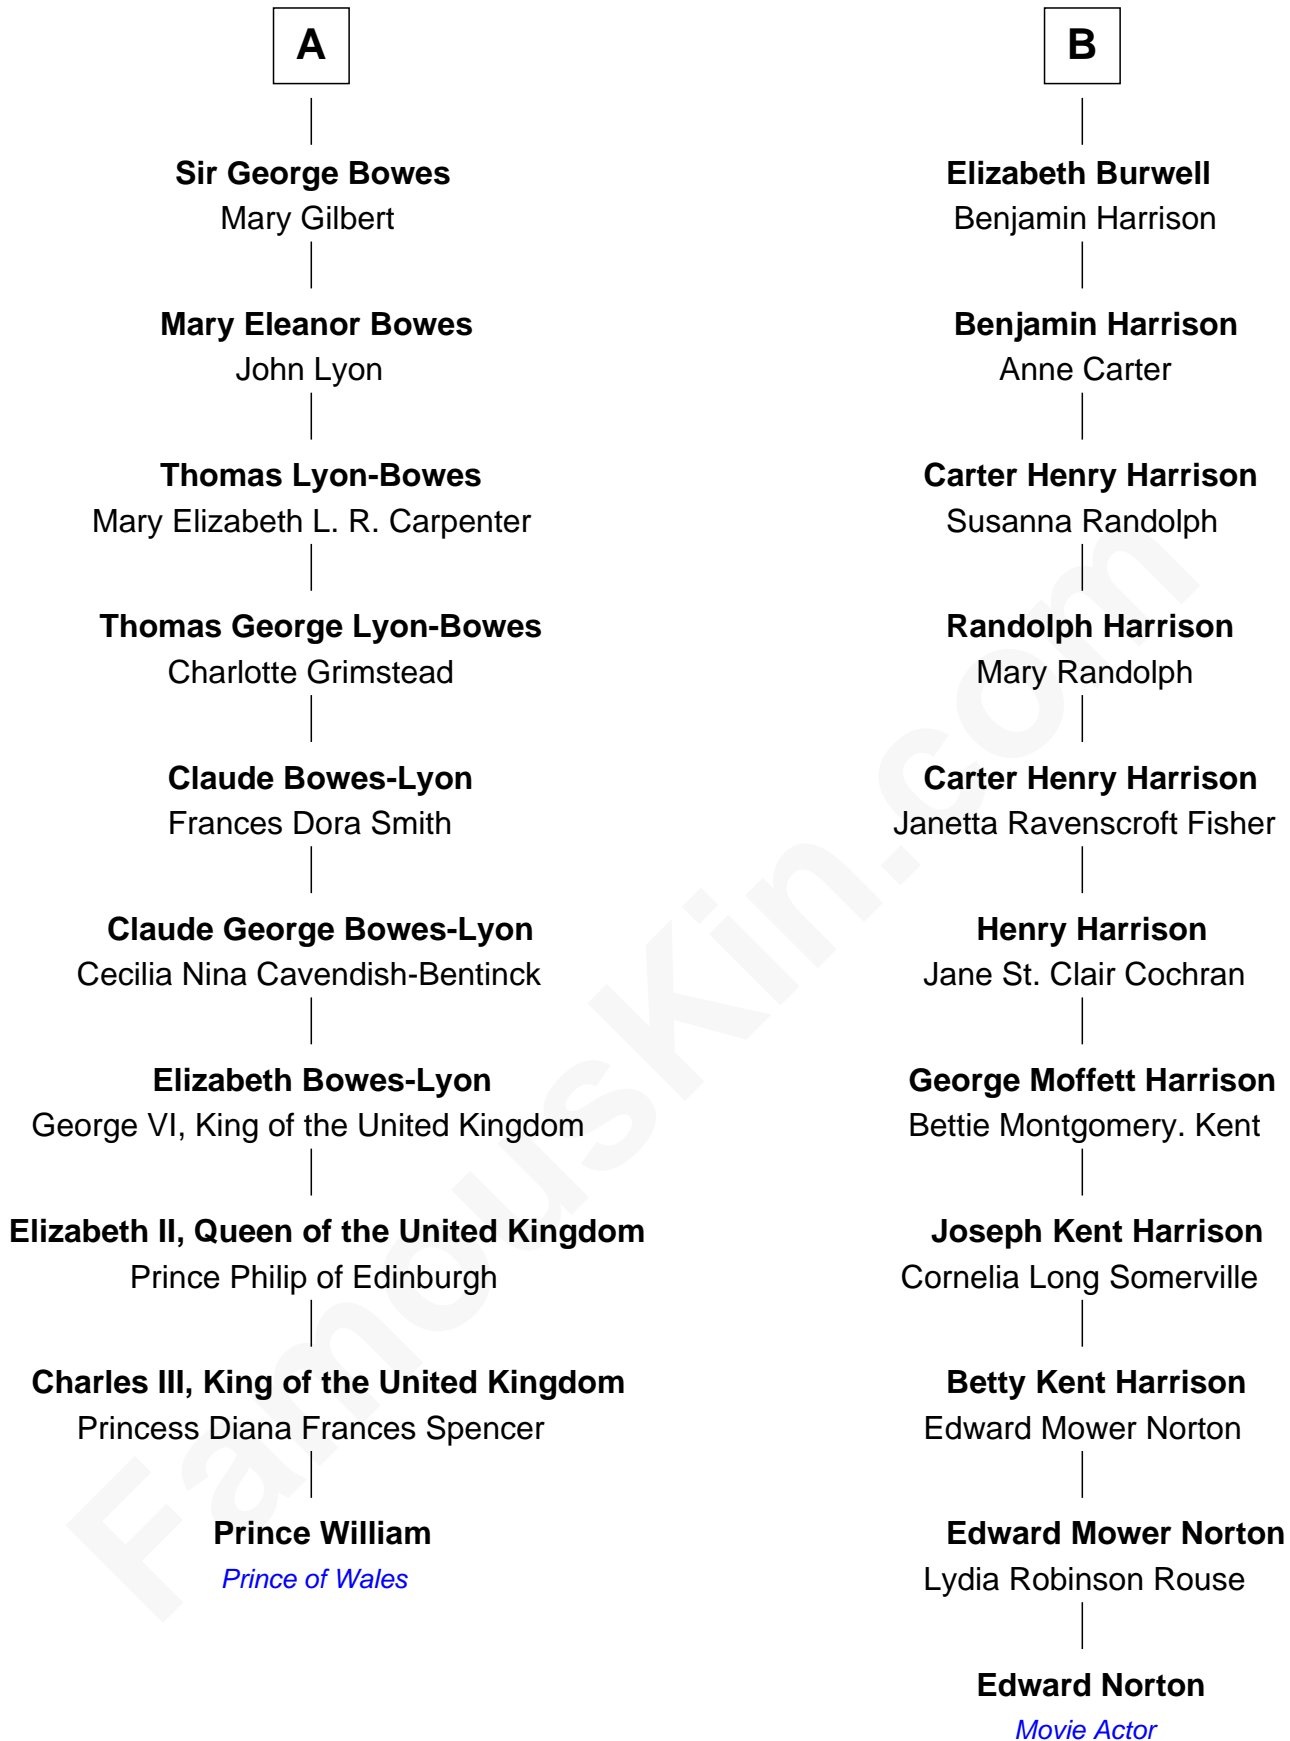 A
Sir George Bowes
Mary Gilbert
Mary Eleanor Bowes
John Lyon
Thomas Lyon-Bowes
Mary Elizabeth L. R. Carpenter
Thomas George Lyon-Bowes
Charlotte Grimstead
Claude Bowes-Lyon
Frances Dora Smith
Claude George Bowes-Lyon
Cecilia Nina Cavendish-Bentinck
Elizabeth Bowes-Lyon
George VI, King of the United Kingdom
Elizabeth II, Queen of the United Kingdom
Prince Philip of Edinburgh
Charles III, King of the United Kingdom
Princess Diana Frances Spencer
Prince William
Prince of Wales
B
Elizabeth Burwell
Benjamin Harrison
Benjamin Harrison
Anne Carter
Carter Henry Harrison
Susanna Randolph
Randolph Harrison
Mary Randolph
Carter Henry Harrison
Janetta Ravenscroft Fisher
Henry Harrison
Jane St. Clair Cochran
George Moffett Harrison
Bettie Montgomery. Kent
Joseph Kent Harrison
Cornelia Long Somerville
Betty Kent Harrison
Edward Mower Norton
Edward Mower Norton
Lydia Robinson Rouse
Edward Norton
Movie Actor
FamousKin.com